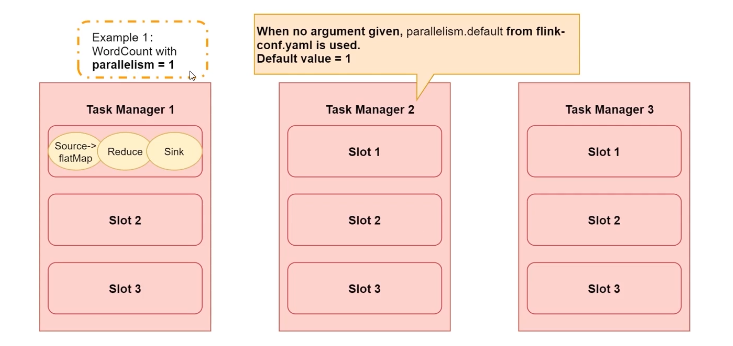 Example 1:
WordCount with
parallelism = 1
When no argument given, parallelism.default from flink-
conf.yaml is used.
Default value = 1
Task Manager 1
Source->
flatMap
Reduce
Sink
Slot 2
Slot 3
Task Manager 2
Slot 1
Slot 2
Slot 3
Task Manager 3
Slot 1
Slot 2
Slot 3